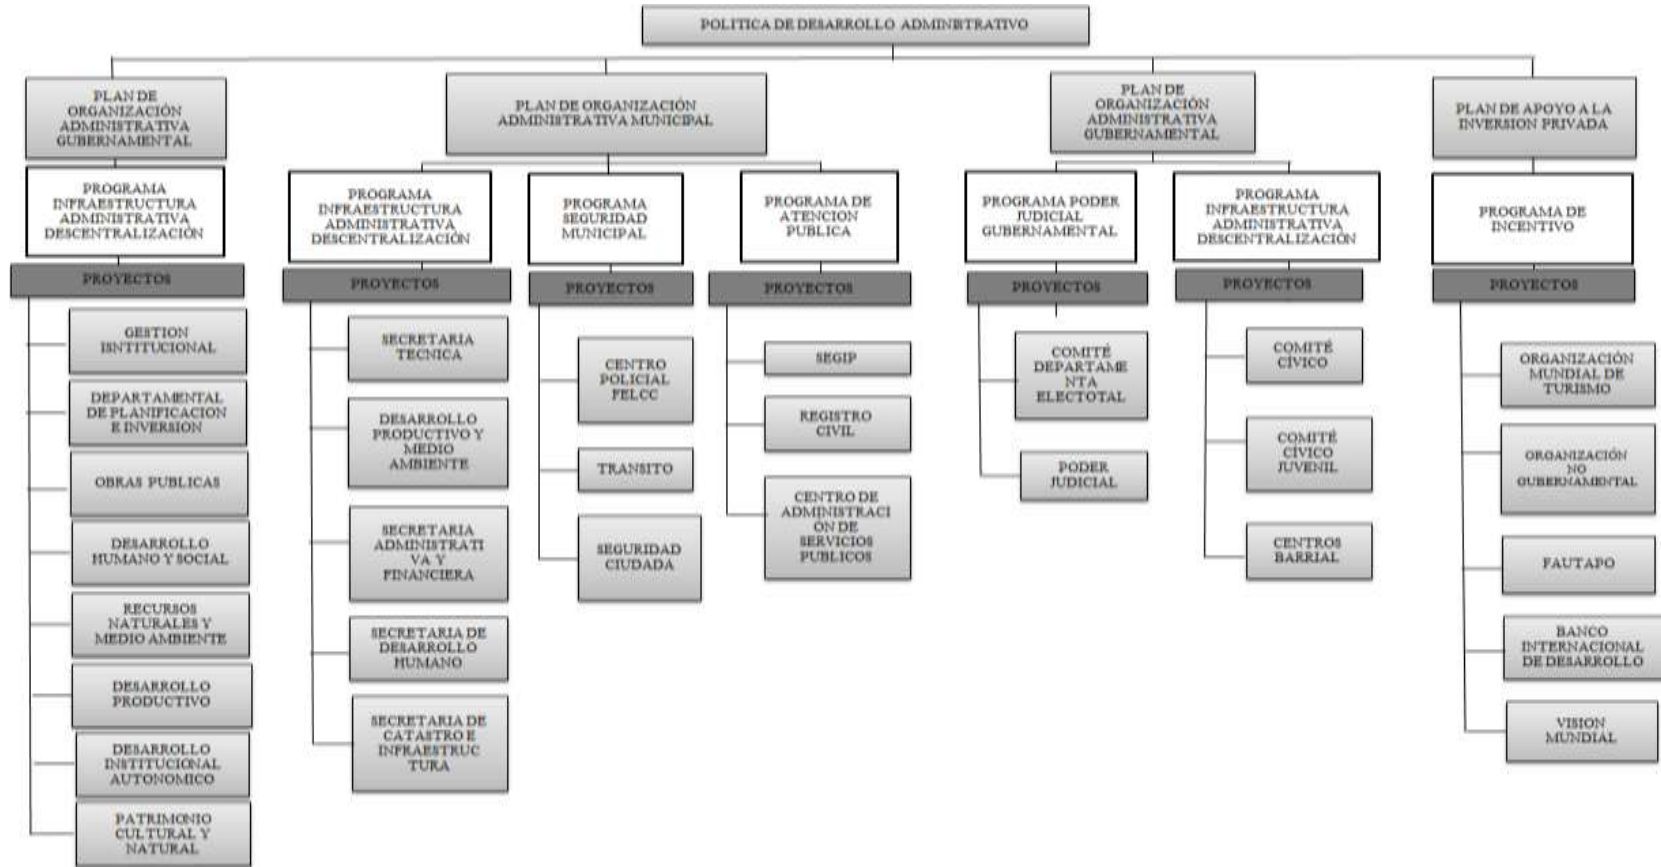 POLITICA DE DESARROLLO ADMINISTRATIVO
PLAN DE
ORGANIZACIÓN
ADMINISTRATIVA
GUBERNAMENTAL
PLAN DE ORGANIZACIÓN
ADMINISTRATIVA MUNICIPAL
PLAN DE
ORGANIZACIÓN
ADMINISTRATIVA
GUBERNAMENTAL
PLAN DE APOYO A LA
INVERSION PRIVADA
PROGRAMA
INFRAESTRUCTURA
ADMINISTRATIVA
DESCENTRALIZACIÓN
PROGRAMA
INFRAESTRUCTURA
ADMINISTRATIVA
DESCENTRALIZACIÓN
PROGRAMA
SEGURIDAD
MUNICIPAL
PROGRAMA DE
ATENCION
PUBLICA
PROGRAMA PODER
JUDICIAL
GUBERNAMENTAL
PROGRAMA
INFRAESTRUCTURA
ADMINISTRATIVA
DESCENTRALIZACIÓN
PROGRAMA DE
INCENTIVO
PROYECTOS
PROYECTOS
PROYECTOS
PROYECTOS
PROYECTOS
PROYECTOS
PROYECTOS
GESTION
ISNTITUCIONAL
DEPARTAMENTAL
DE PLANIFICACION
E INVERSION
OBRAS PUBLICAS
DESARROLLO
HUMANO Y SOCIAL
RECURSOS
NATURALES Y
MEDIO AMBIENTE
DESARROLLO
PRODUCTIVO
DESARROLLO
INSTITUCIONAL
AUTONOMICO
PATRIMONIO
CULTURAL Y
NATURAL
SECRETARIA
TECNICA
DESARROLLO
PRODUCTIVO Y
MEDIO
AMBIENTE
SECRETARIA
ADMINISTRATI
VA Y
FINANCIERA
SECRETARIA DE
DESARROLLO
HUMANO
SECRETARIA DE
CATASTRO E
INFRAESTRUC
TURA
CENTRO
POLICIAL
FELCC
TRANSITO
SEGURIDAD
CIUDADA
SEGIP
REGISTRO
CIVIL
CENTRO DE
ADMINISTRACI
ÓN DE
SERVICIOS
PUBLICOS
COMITÉ
DEPARTAME
NTA
ELECTOTAL
PODER
JUDICIAL
COMITÉ
CÍVICO
COMITÉ
CÍVICO
JUVENIL
CENTROS
BARRIAL
ORGANIZACIÓN
MUNDIAL DE
TURISMO
ORGANIZACIÓN
NO
GUBERNAMENTAL
FAUTAPO
BANCO
INTERNACIONAL
DE DESARROLLO
VISION
MUNDIAL